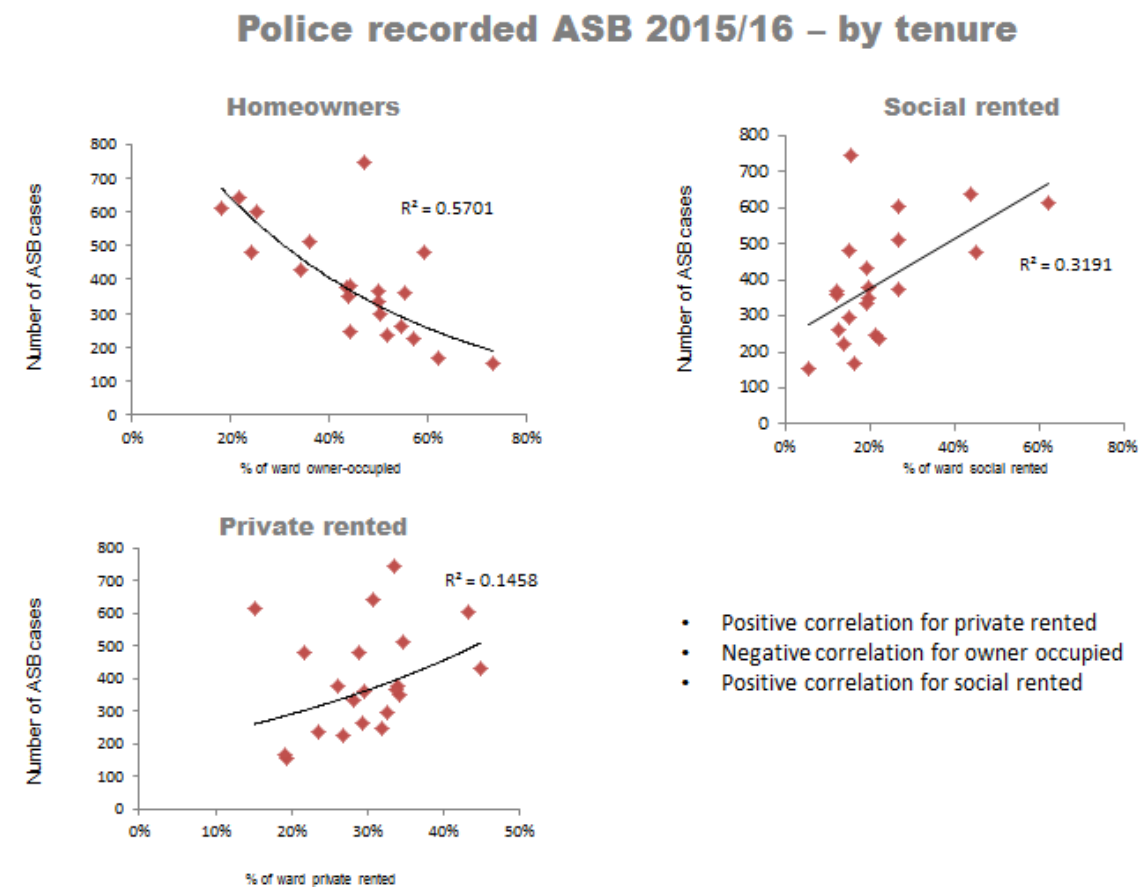 Police recorded ASB 2015/16 – by tenure
Homeowners
Number of ASB cases
800
700
600
500
400
300
200
100
0
R² = 0.5701
0% 20% 40% 60% 80%
% of ward owner-occupied
Social rented
Number of ASB cases
800
700
600
500
400
300
200
100
0
R² = 0.3191
0% 20% 40% 60% 80%
% of ward social rented
Private rented
Number of ASB cases
800
700
600
500
400
300
200
100
0
R² = 0.1458
0% 10% 20% 30% 40% 50%
% of ward private rented
• Positive correlation for private rented
• Negative correlation for owner occupied
• Positive correlation for social rented